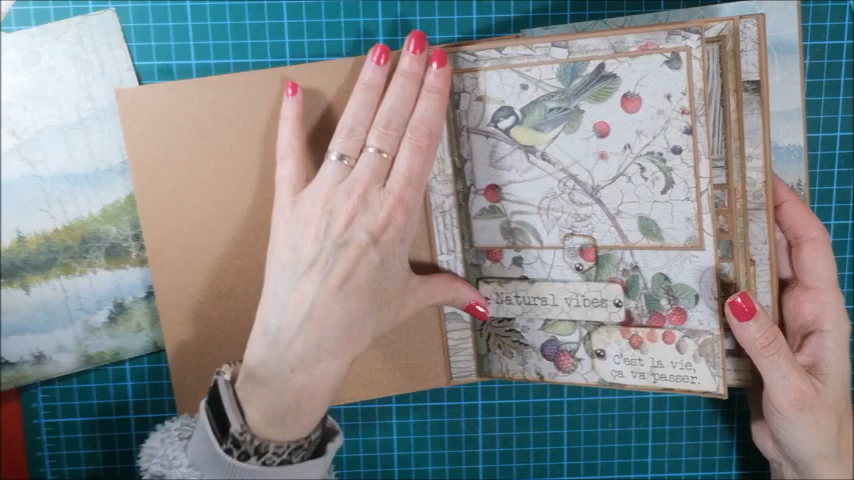 Natural vibes
C'est la vie,
ça va passer.